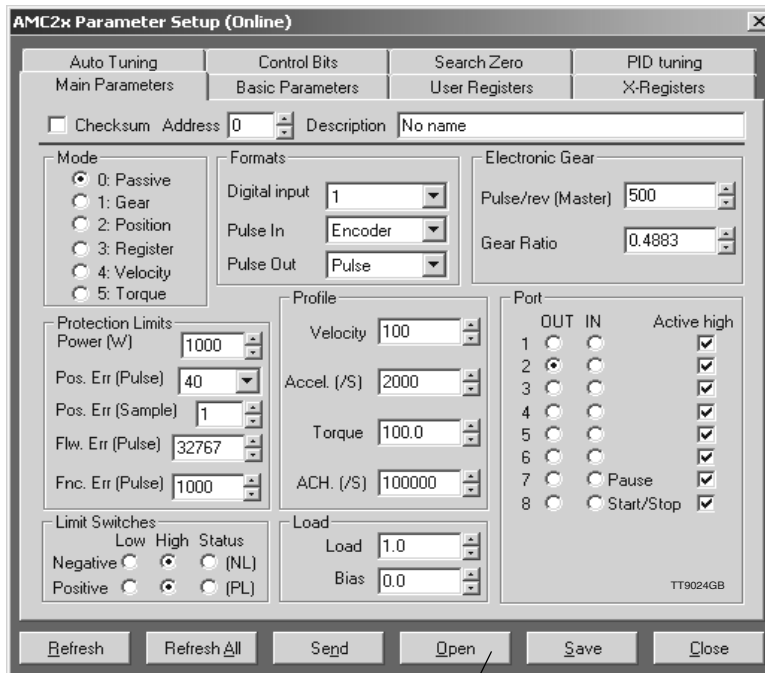 AMC2x Parameter Setup (Online)
Auto Tuning Control Bits Search Zero PID tuning
Main Parameters Basic Parameters User Registers X-Registers
Checksum Address 0 Description No name
Mode
0: Passive
1: Gear
2: Position
3: Register
4: Velocity
5: Torque
Formats
Digital input 1
Pulse In Encoder
Pulse Out Pulse
Electronic Gear
Pulse/rev (Master) 500
Gear Ratio 0.4883
Protection Limits
Power (W) 1000
Pos. Err (Pulse) 40
Pos. Err (Sample) 1
Flw. Err (Pulse) 32767
Fnc. Err (Pulse) 1000
Profile
Velocity 100
Accel. (/S) 2000
Torque 100.0
ACH. (/S) 100000
Port
OUT IN Active high
1
2
3
4
5
6
7 Pause
8 Start/Stop
TT9024GB
Limit Switches
Low High Status
Negative (NL)
Positive (PL)
Load
Load 1.0
Bias 0.0
Refresh Refresh All Send Open Save Close